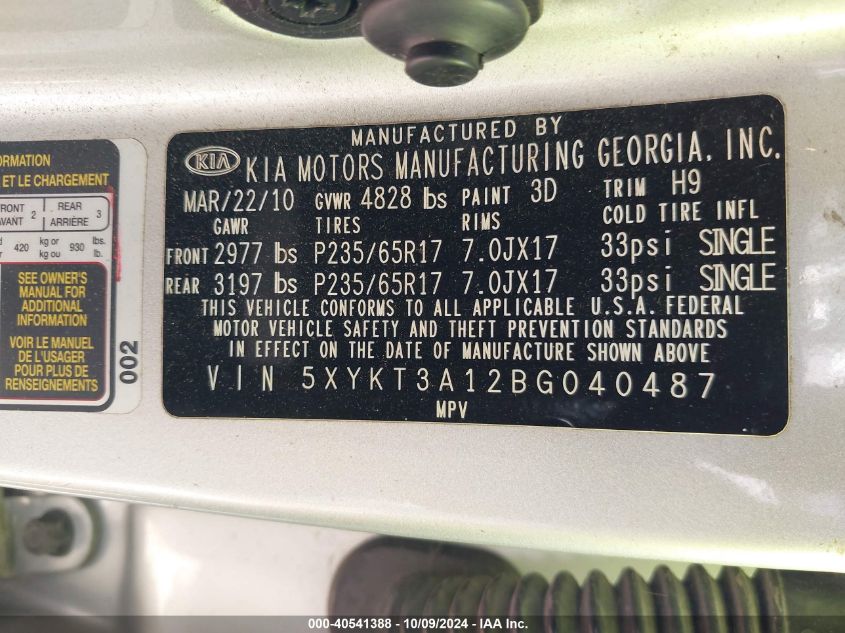 MANUFACTURED BY
KIA KIA MOTORS MANUFACTURING GEORGIA, INC.
MAR/22/10 GVWR 4828 lbs PAINT 3D TRIM H9
GAWR TIRES RIMS COLD TIRE INFL
FRONT 2977 lbs P235/65R17 7.0JX17 33psi SINGLE
REAR 3197 lbs P235/65R17 7.0JX17 33psi SINGLE
THIS VEHICLE CONFORMS TO ALL APPLICABLE U.S.A. FEDERAL
MOTOR VEHICLE SAFETY AND THEFT PREVENTION STANDARDS
IN EFFECT ON THE DATE OF MANUFACTURE SHOWN ABOVE
VIN 5XYKT3A12BG040487
MPV
ET LE CHARGEMENT
2 REAR 3
ARRIÈRE
420 kg or 930 lbs.
kg ou lb.
SEE OWNER'S
MANUAL FOR
ADDITIONAL
INFORMATION
VOIR LE MANUEL
DE L'USAGER
POUR PLUS DE
RENSEIGNEMENTS
002
000-40541388 - 10/09/2024 - IAA Inc.